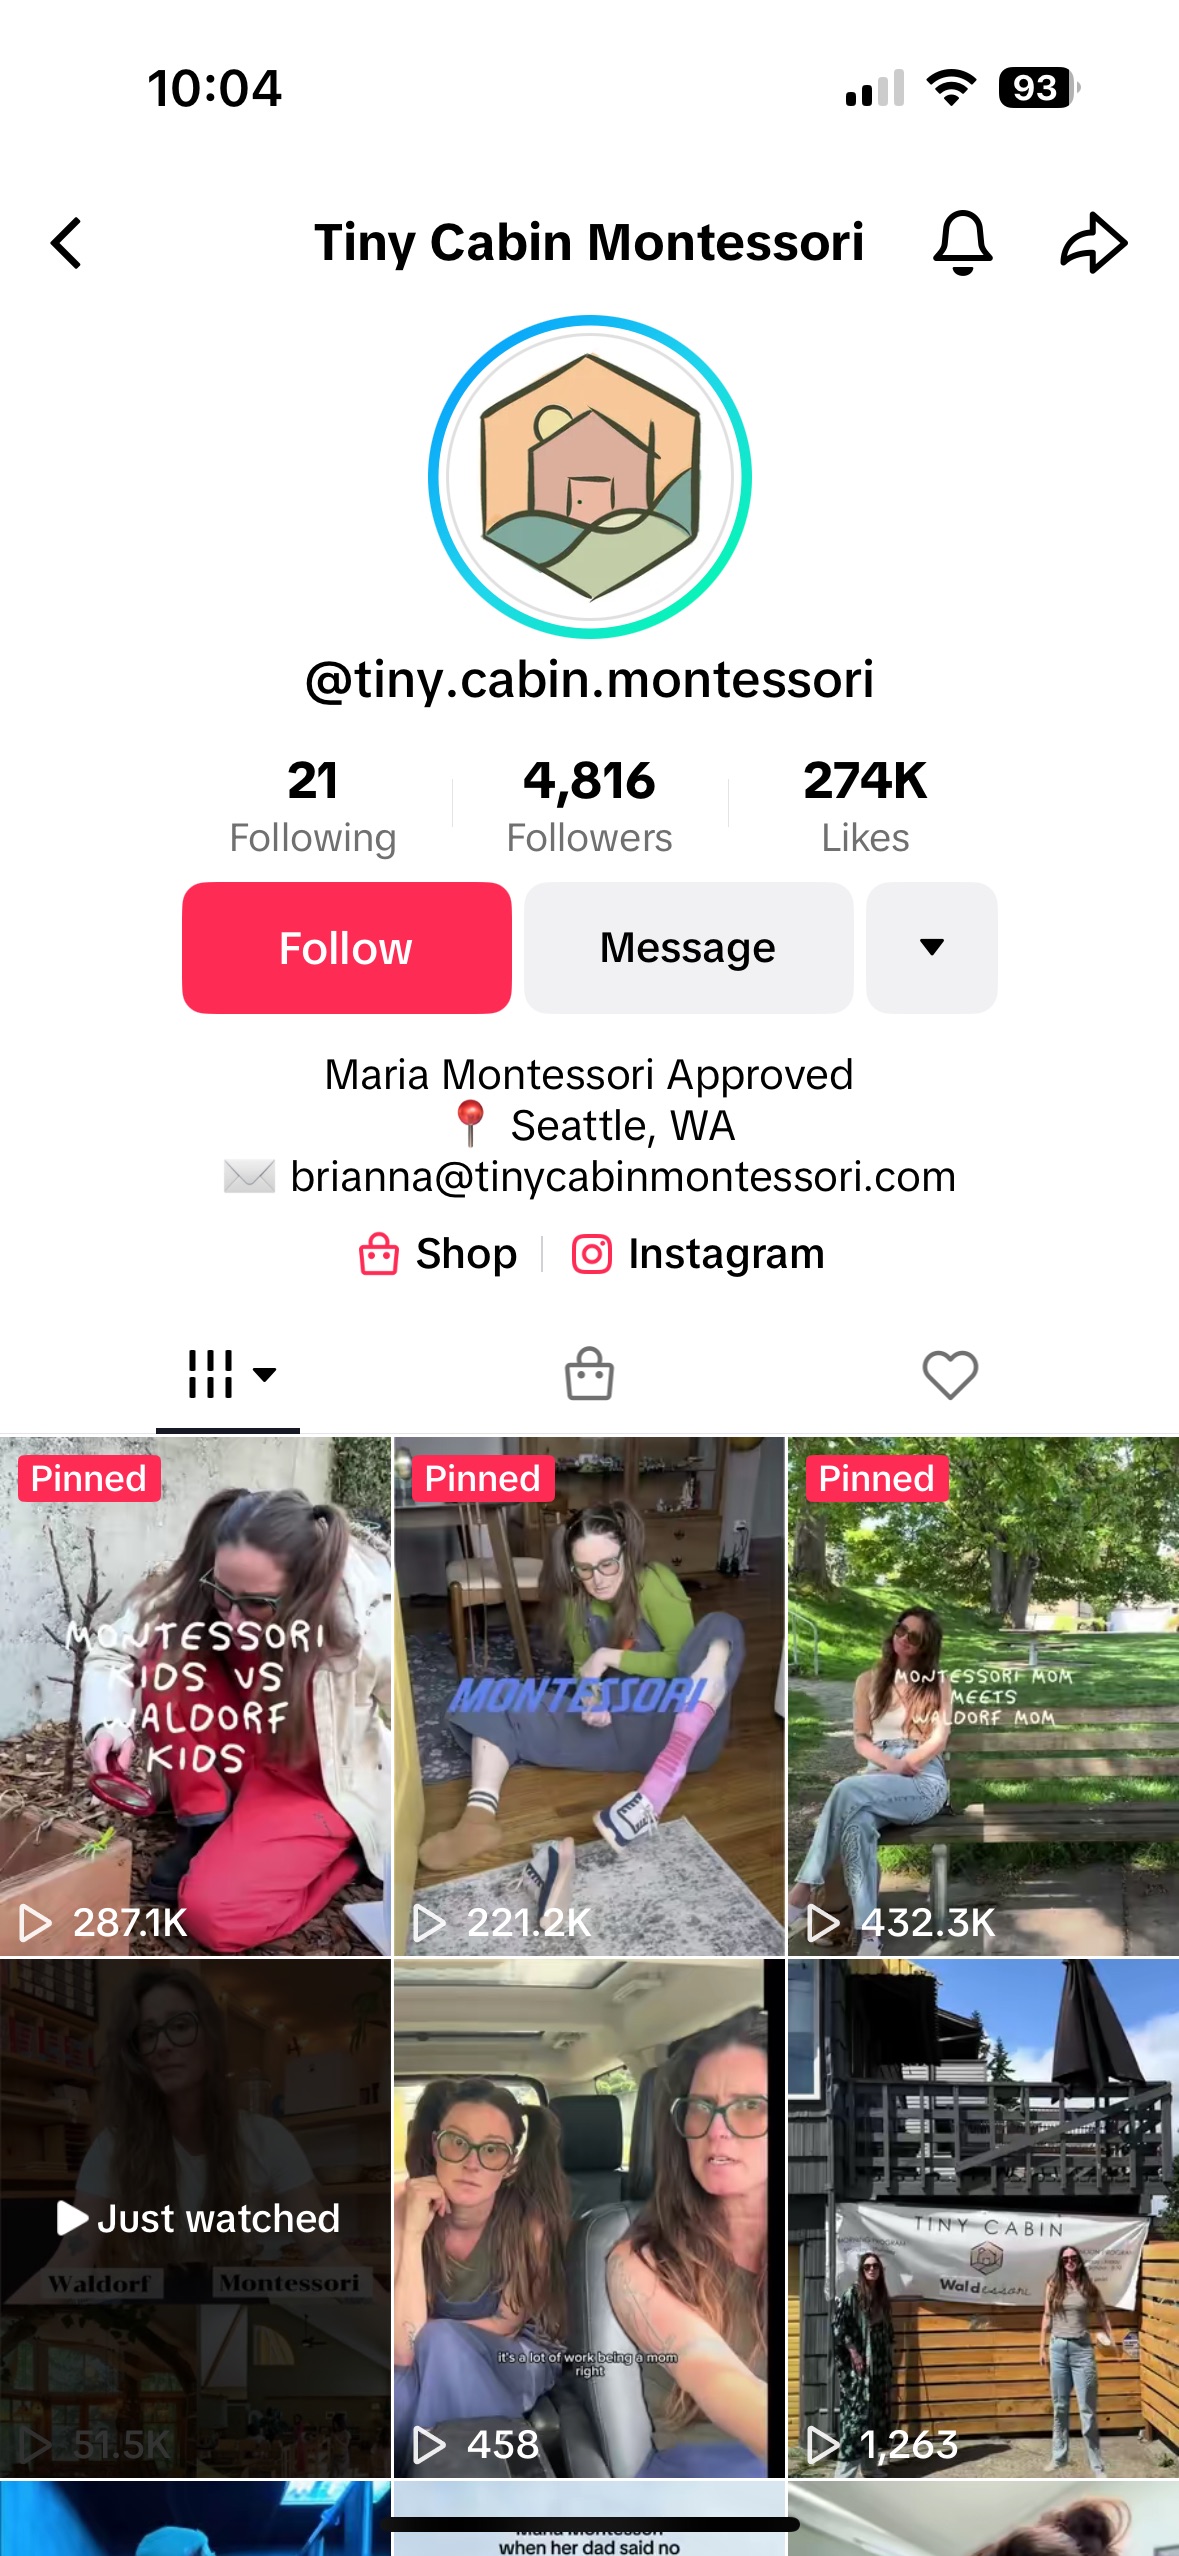 10:04
93
Tiny Cabin Montessori
@tiny.cabin.montessori
21
Following
4,816
Followers
274K
Likes
Follow
Message
Maria Montessori Approved
Seattle, WA
brianna@tinycabinmontessori.com
Shop
Instagram
Pinned
MONTESSORI
KIDS VS
WALDORF
KIDS
287.1K
Pinned
MONTESSORI
221.2K
Pinned
MONTESSORI MOM
MEETS
WALDORF MOM
432.3K
Just watched
Waldorf
Montessori
51.5K
it's a lot of work being a mom
right
458
TINY CABIN
Waldessori
1,263
Maria Montessori
when her dad said no